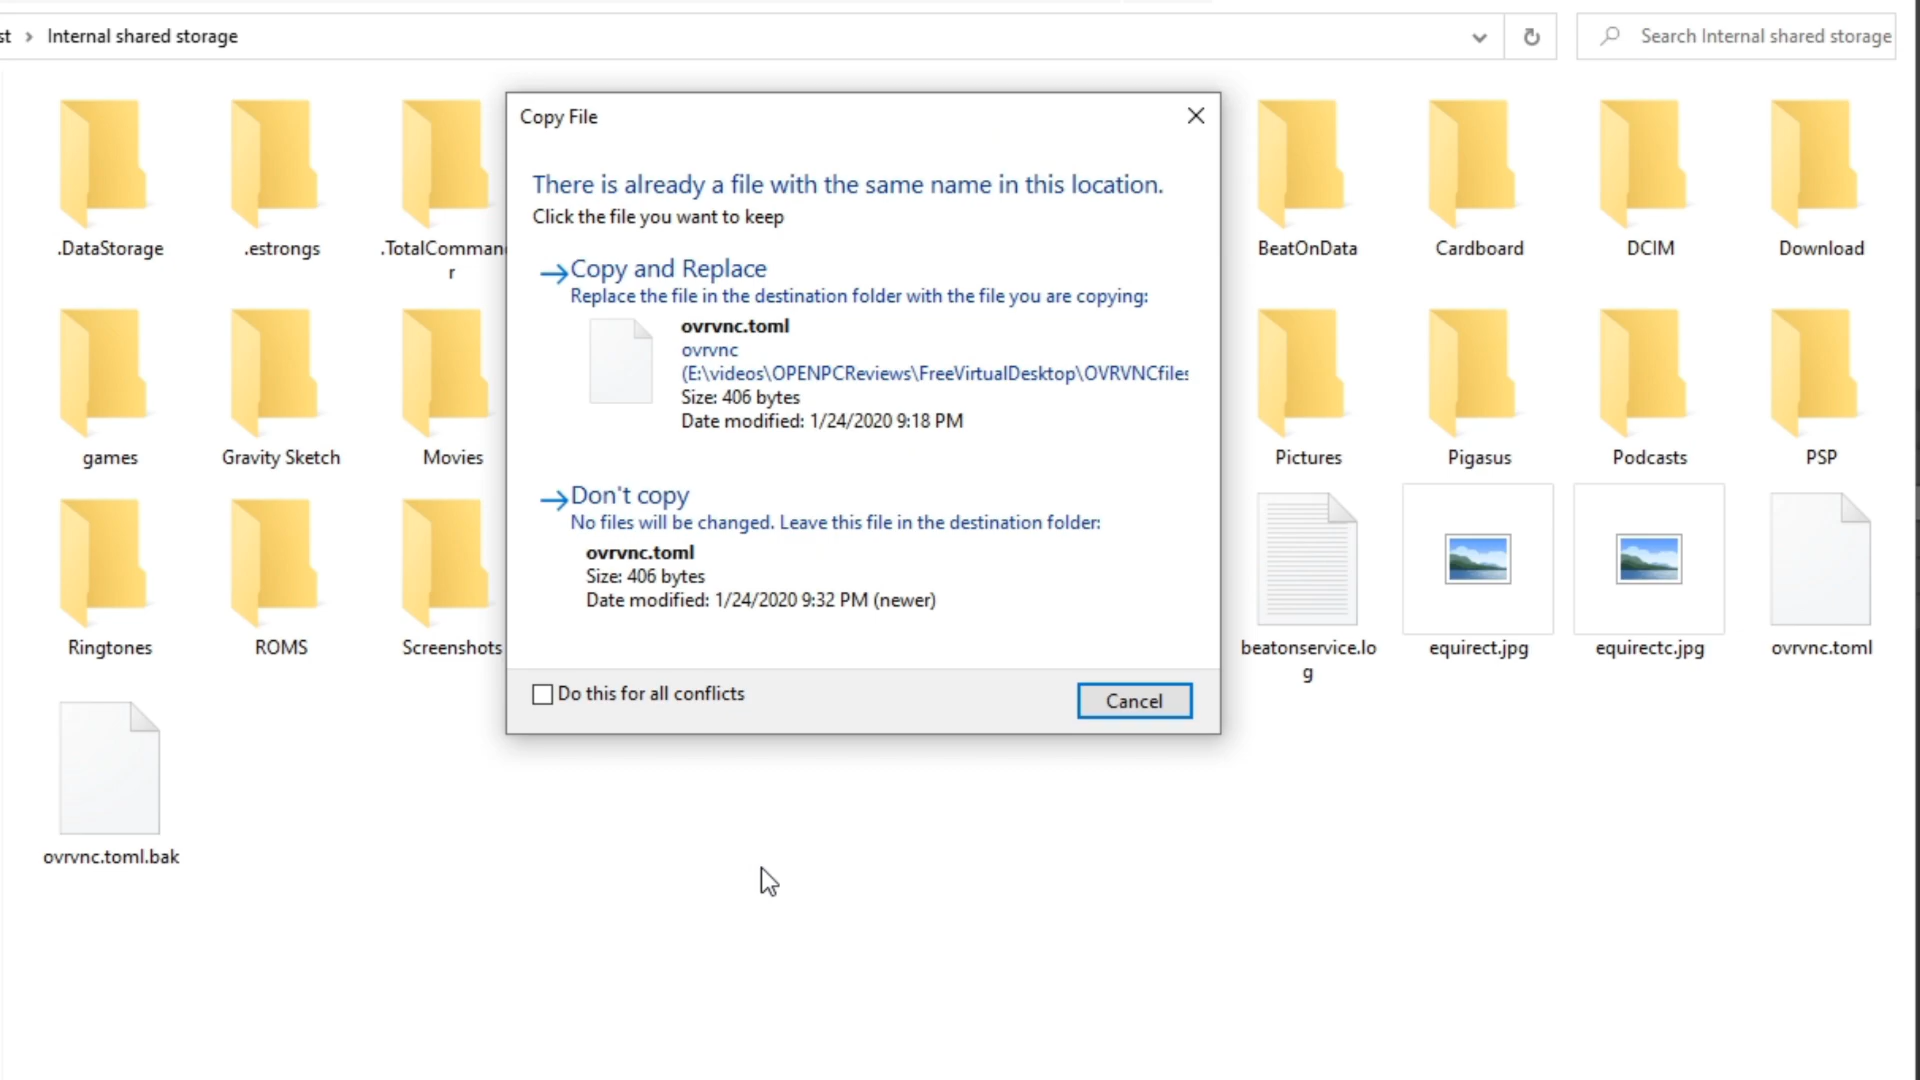 st > Internal shared storage
Search Internal shared storage
Copy File
There is already a file with the same name in this location.
Click the file you want to keep
Copy and Replace
Replace the file in the destination folder with the file you are copying:
ovrvnc.toml
ovrvnc
(E:\videos\OPENPCReviews\FreeVirtualDesktop\OVRVNCfiles
Size: 406 bytes
Date modified: 1/24/2020 9:18 PM
Don't copy
No files will be changed. Leave this file in the destination folder:
ovrvnc.toml
Size: 406 bytes
Date modified: 1/24/2020 9:32 PM (newer)
Do this for all conflicts
Cancel
.DataStorage
.estrongs
.TotalComman
r
BeatOnData
Cardboard
DCIM
Download
games
Gravity Sketch
Movies
Pictures
Pigasus
Podcasts
PSP
Ringtones
ROMS
Screenshots
beatonservice.lo
g
equirect.jpg
equirectc.jpg
ovrvnc.toml
ovrvnc.toml.bak